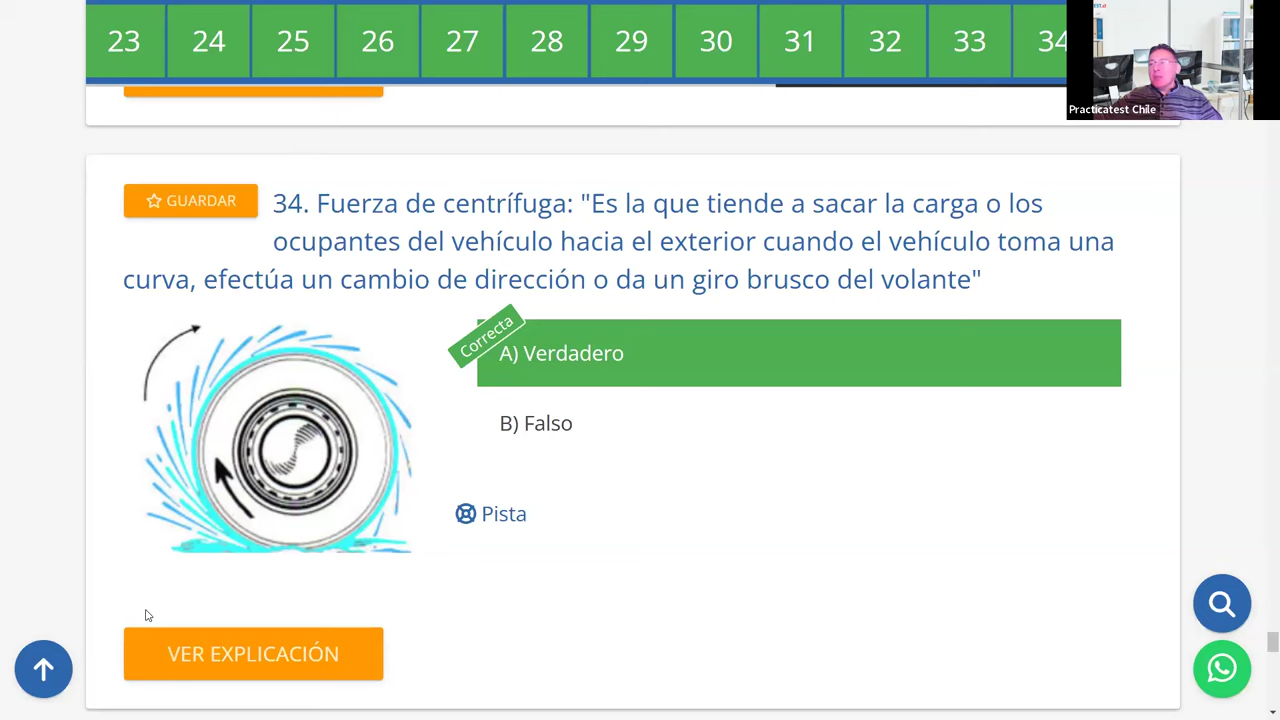 23 24 25 26 27 28 29 30 31 32 33 34
Practicatest Chile
GUARDAR
34. Fuerza de centrífuga: "Es la que tiende a sacar la carga o los
ocupantes del vehículo hacia el exterior cuando el vehículo toma una
curva, efectúa un cambio de dirección o da un giro brusco del volante"
Correcta
A) Verdadero
B) Falso
Pista
VER EXPLICACIÓN